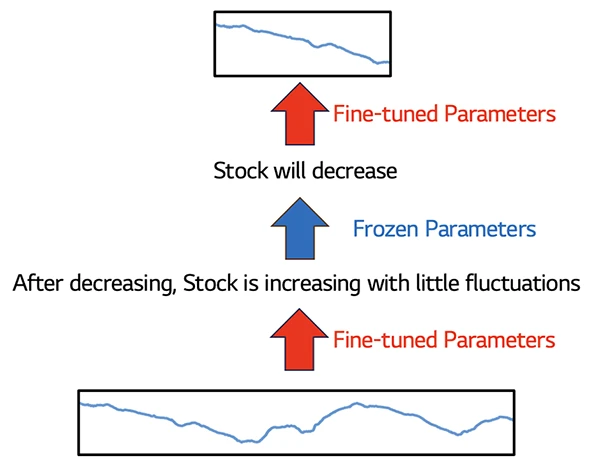 Fine-tuned Parameters
Stock will decrease
Frozen Parameters
After decreasing, Stock is increasing with little fluctuations
Fine-tuned Parameters